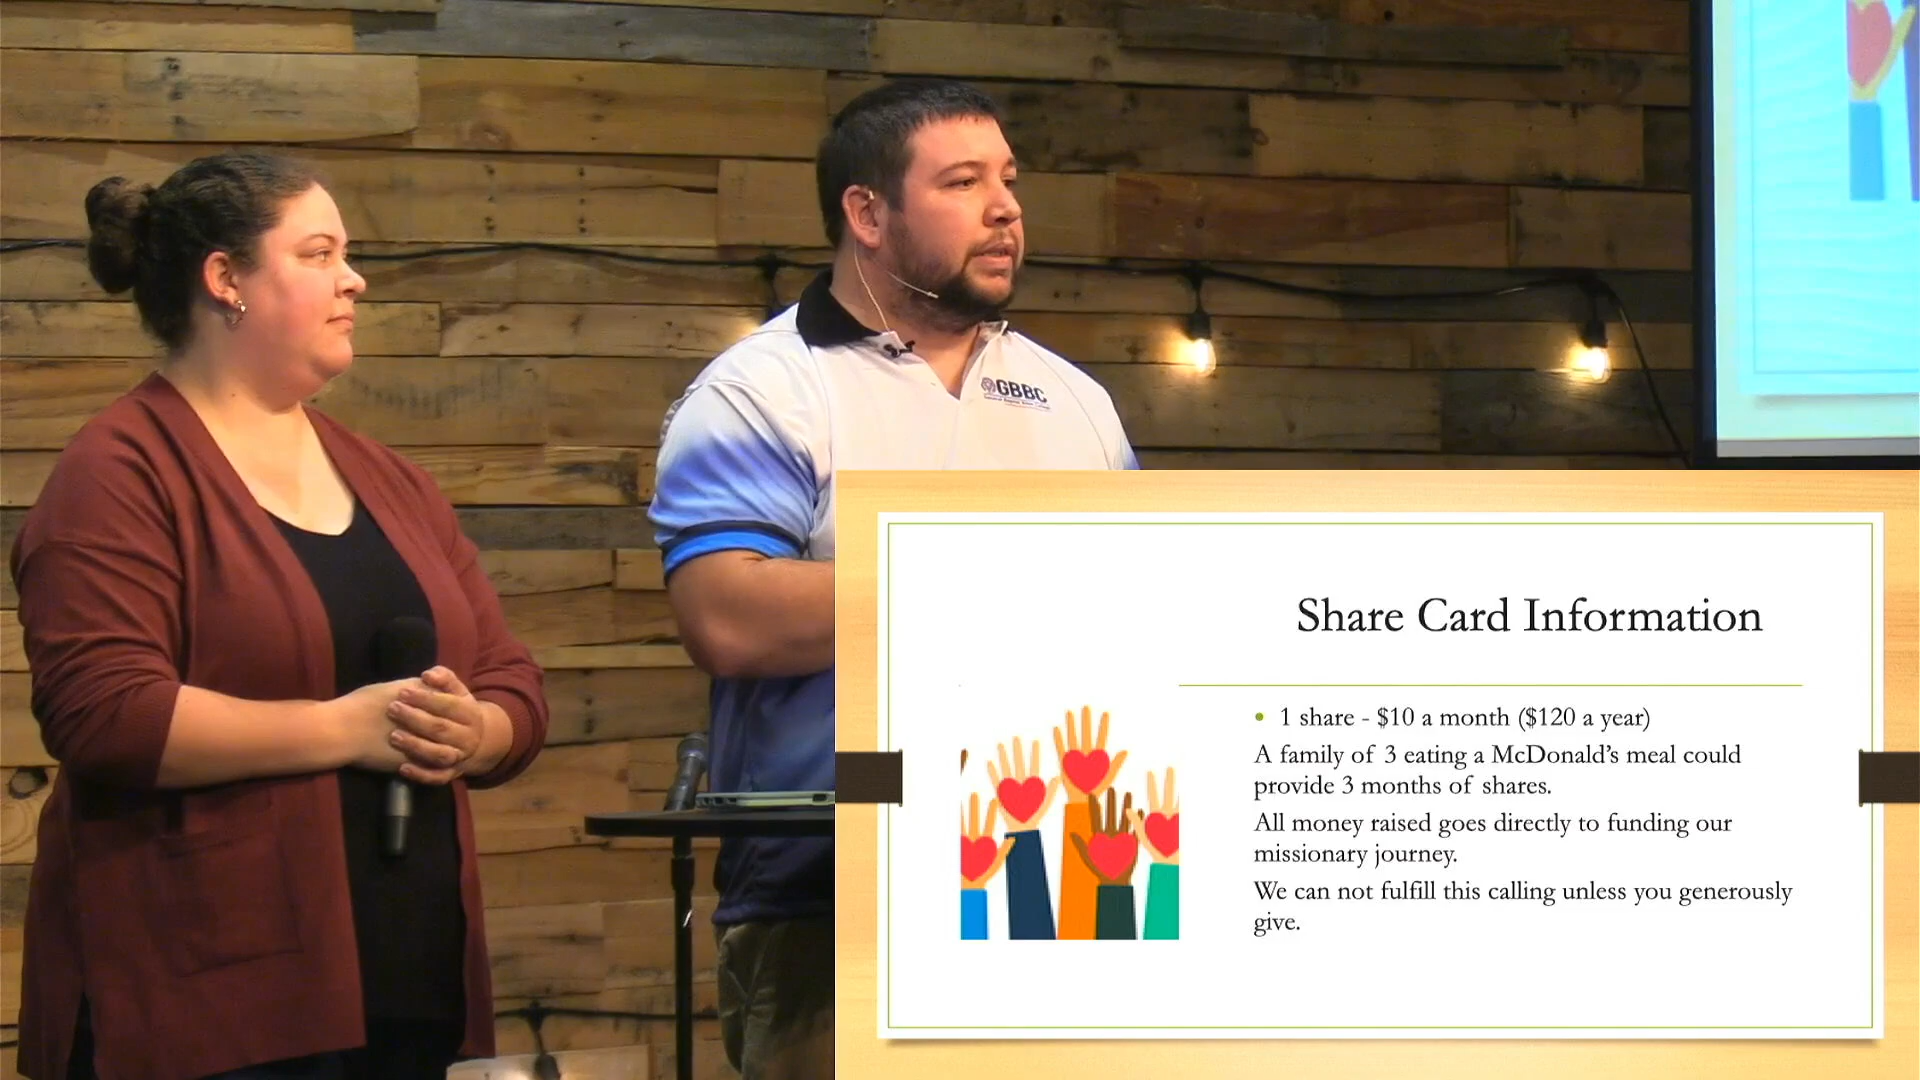 GBBC
Share Card Information
• 1 share - $10 a month ($120 a year)
A family of 3 eating a McDonald's meal could
provide 3 months of shares.
All money raised goes directly to funding our
missionary journey.
We can not fulfill this calling unless you generously
give.